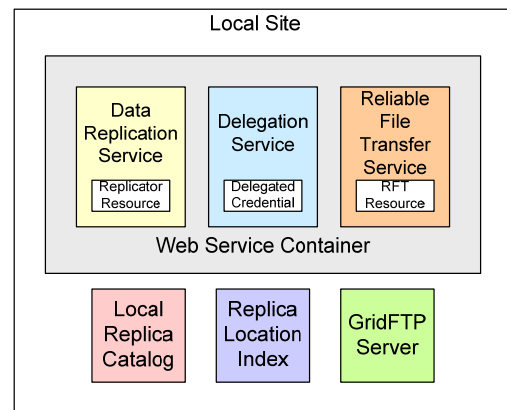 Local Site
Data
Replication
Service
Replicator
Resource
Delegation
Service
Delegated
Credential
Reliable
File
Transfer
Service
RFT
Resource
Web Service Container
Local
Replica
Catalog
Replica
Location
Index
GridFTP
Server